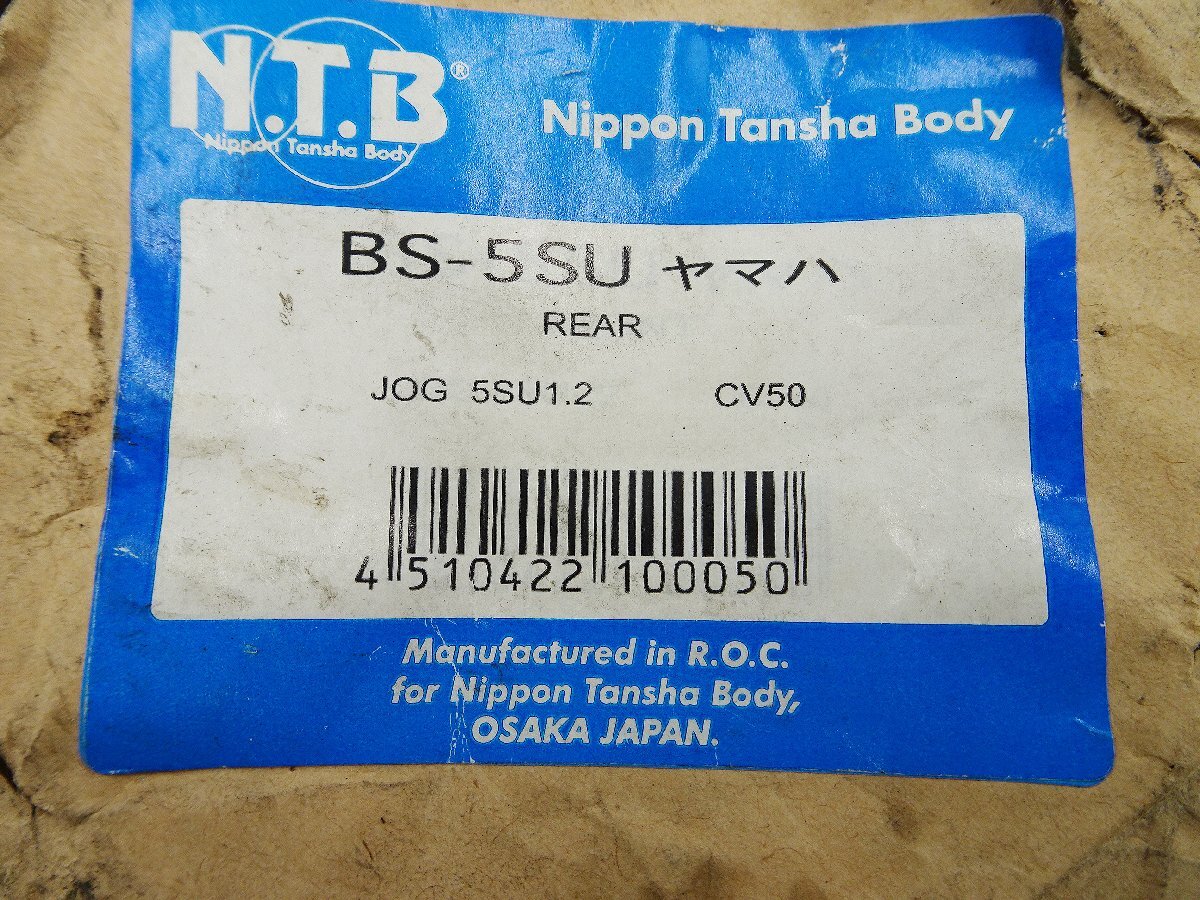 N.T.B®
Nippon Tansha Body
Nippon Tansha Body
BS-5SU ヤマハ
REAR
JOG 5SU1.2 CV50
4 510422 100050
Manufactured in R.O.C.
for Nippon Tansha Body,
OSAKA JAPAN.